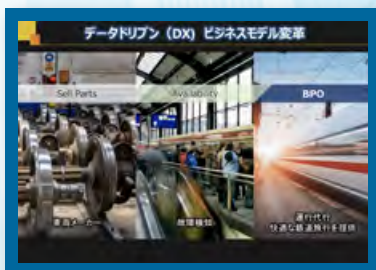 データドリブン（DX）ビジネスモデル変革
Sell Parts
Availability
BPO
車両メーカー
故障検知
運行代行
快適な鉄道旅行を提供